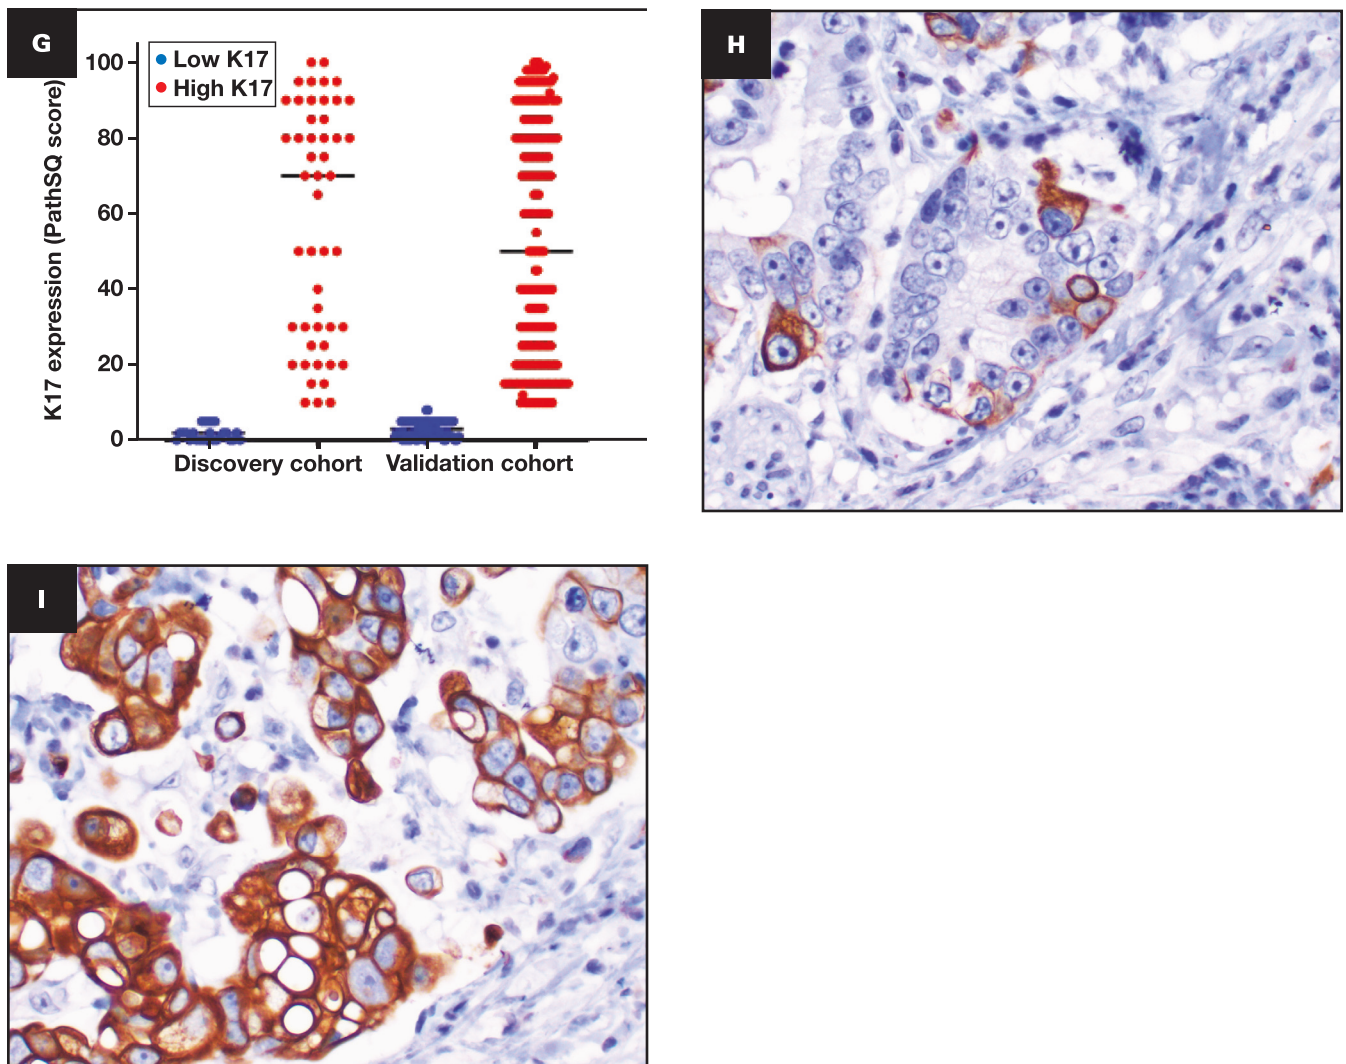 G
K17 expression (PathSQ score)
100
80
60
40
20
0
Low K17
High K17
Discovery cohort
Validation cohort
H
I